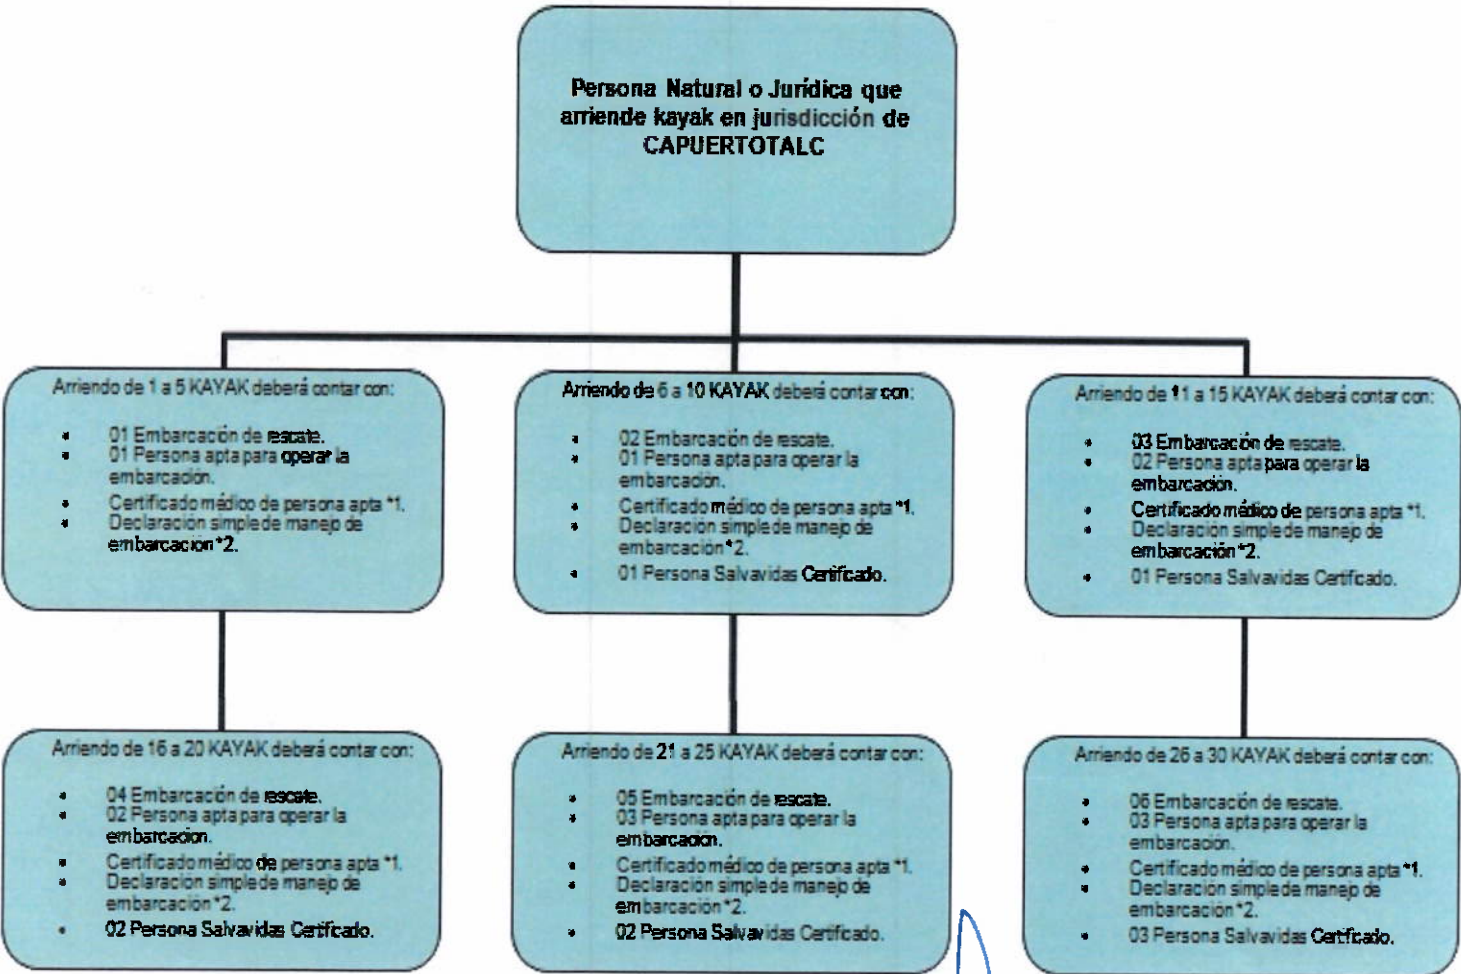 Persona Natural o Jurídica que
arriende kayak en jurisdicción de
CAPUERTOTALC
Arriendo de 1 a 5 KAYAK deberá contar con:
• 01 Embarcación de rescate.
• 01 Persona apta para operar la
embarcación.
• Certificado médico de persona apta *1.
• Declaración simple de manejo de
embarcación *2.
Arriendo de 6 a 10 KAYAK deberá contar con:
• 02 Embarcación de rescate.
• 01 Persona apta para operar la
embarcación.
• Certificado médico de persona apta *1.
• Declaración simple de manejo de
embarcación *2.
• 01 Persona Salvavidas Certificado.
Arriendo de 11 a 15 KAYAK deberá contar con:
• 03 Embarcación de rescate.
• 02 Persona apta para operar la
embarcación.
• Certificado médico de persona apta *1.
• Declaración simple de manejo de
embarcación *2.
• 01 Persona Salvavidas Certificado.
Arriendo de 16 a 20 KAYAK deberá contar con:
• 04 Embarcación de rescate.
• 02 Persona apta para operar la
embarcación.
• Certificado médico de persona apta *1.
• Declaración simple de manejo de
embarcación *2.
• 02 Persona Salvavidas Certificado.
Arriendo de 21 a 25 KAYAK deberá contar con:
• 05 Embarcación de rescate.
• 03 Persona apta para operar la
embarcación.
• Certificado médico de persona apta *1.
• Declaración simple de manejo de
embarcación *2.
• 02 Persona Salvavidas Certificado.
Arriendo de 26 a 30 KAYAK deberá contar con:
• 06 Embarcación de rescate.
• 03 Persona apta para operar la
embarcación.
• Certificado médico de persona apta *1.
• Declaración simple de manejo de
embarcación *2.
• 03 Persona Salvavidas Certificado.